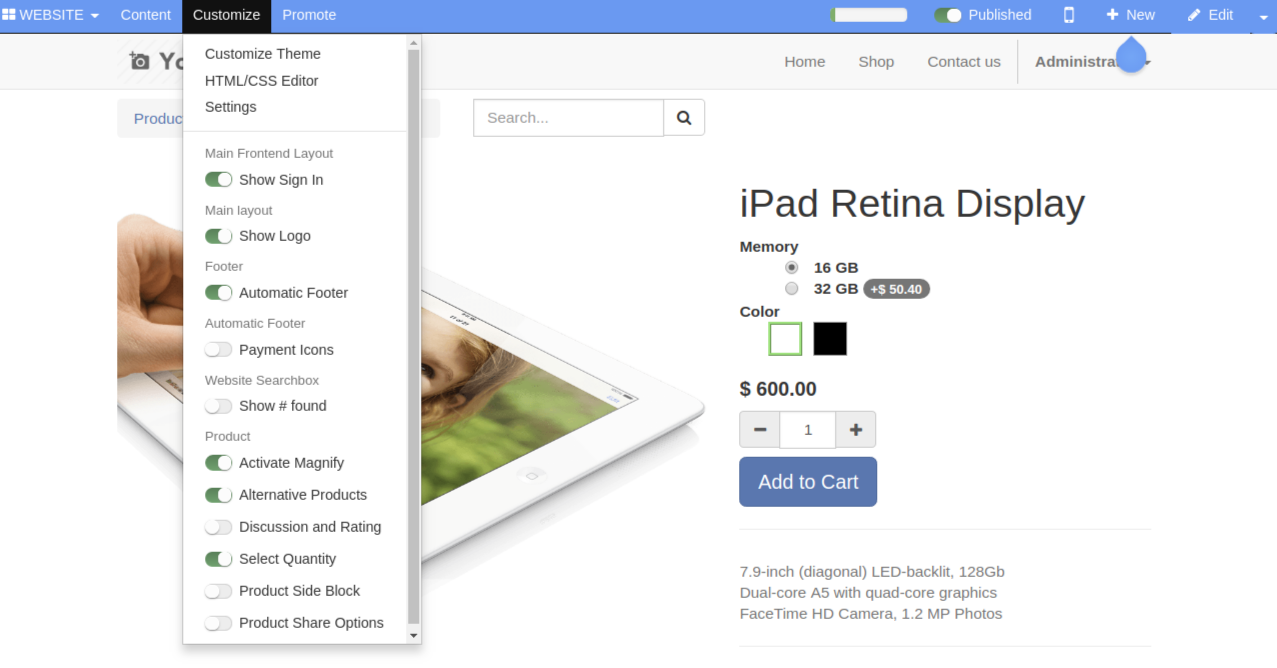 WEBSITE Content Customize Promote Published New Edit
Customize Theme
HTML/CSS Editor
Settings
Main Frontend Layout
Show Sign In
Main layout
Show Logo
Footer
Automatic Footer
Automatic Footer
Payment Icons
Website Searchbox
Show # found
Product
Activate Magnify
Alternative Products
Discussion and Rating
Select Quantity
Product Side Block
Product Share Options
Yo
Home Shop Contact us Administra
Produc
Search...
iPad Retina Display
Memory
16 GB
32 GB +$ 50.40
Color
$ 600.00
1
Add to Cart
7.9-inch (diagonal) LED-backlit, 128Gb
Dual-core A5 with quad-core graphics
FaceTime HD Camera, 1.2 MP Photos